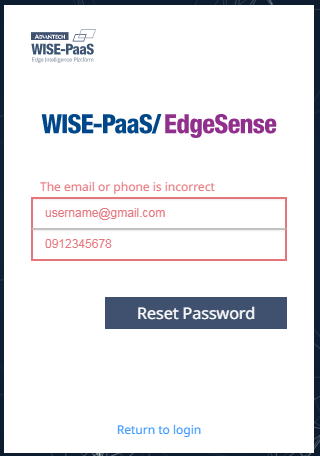 ADVANTECH
WISE-PaaS
Edge Intelligence Platform
WISE-PaaS/ EdgeSense
The email or phone is incorrect
username@gmail.com
0912345678
Reset Password
Return to login